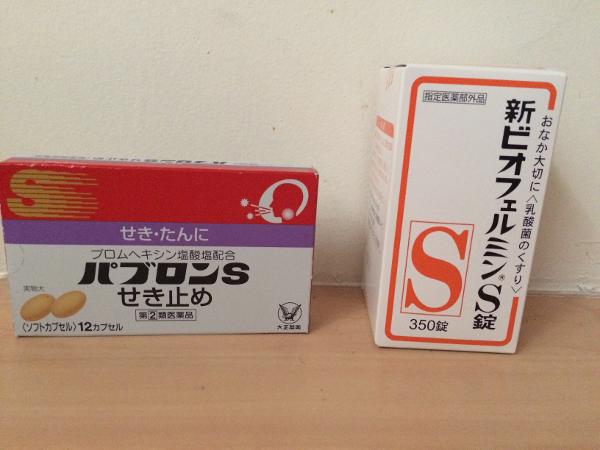 S
せき・たんに
ブロムヘキシン塩酸塩配合
パブロンS
せき止め
指定第②類医薬品
実物大
〈ソフトカプセル〉12カプセル
大正製薬
指定医薬部外品
おなか大切に〈乳酸菌のくすり〉
新ビオフェルミン®S錠
S
350錠